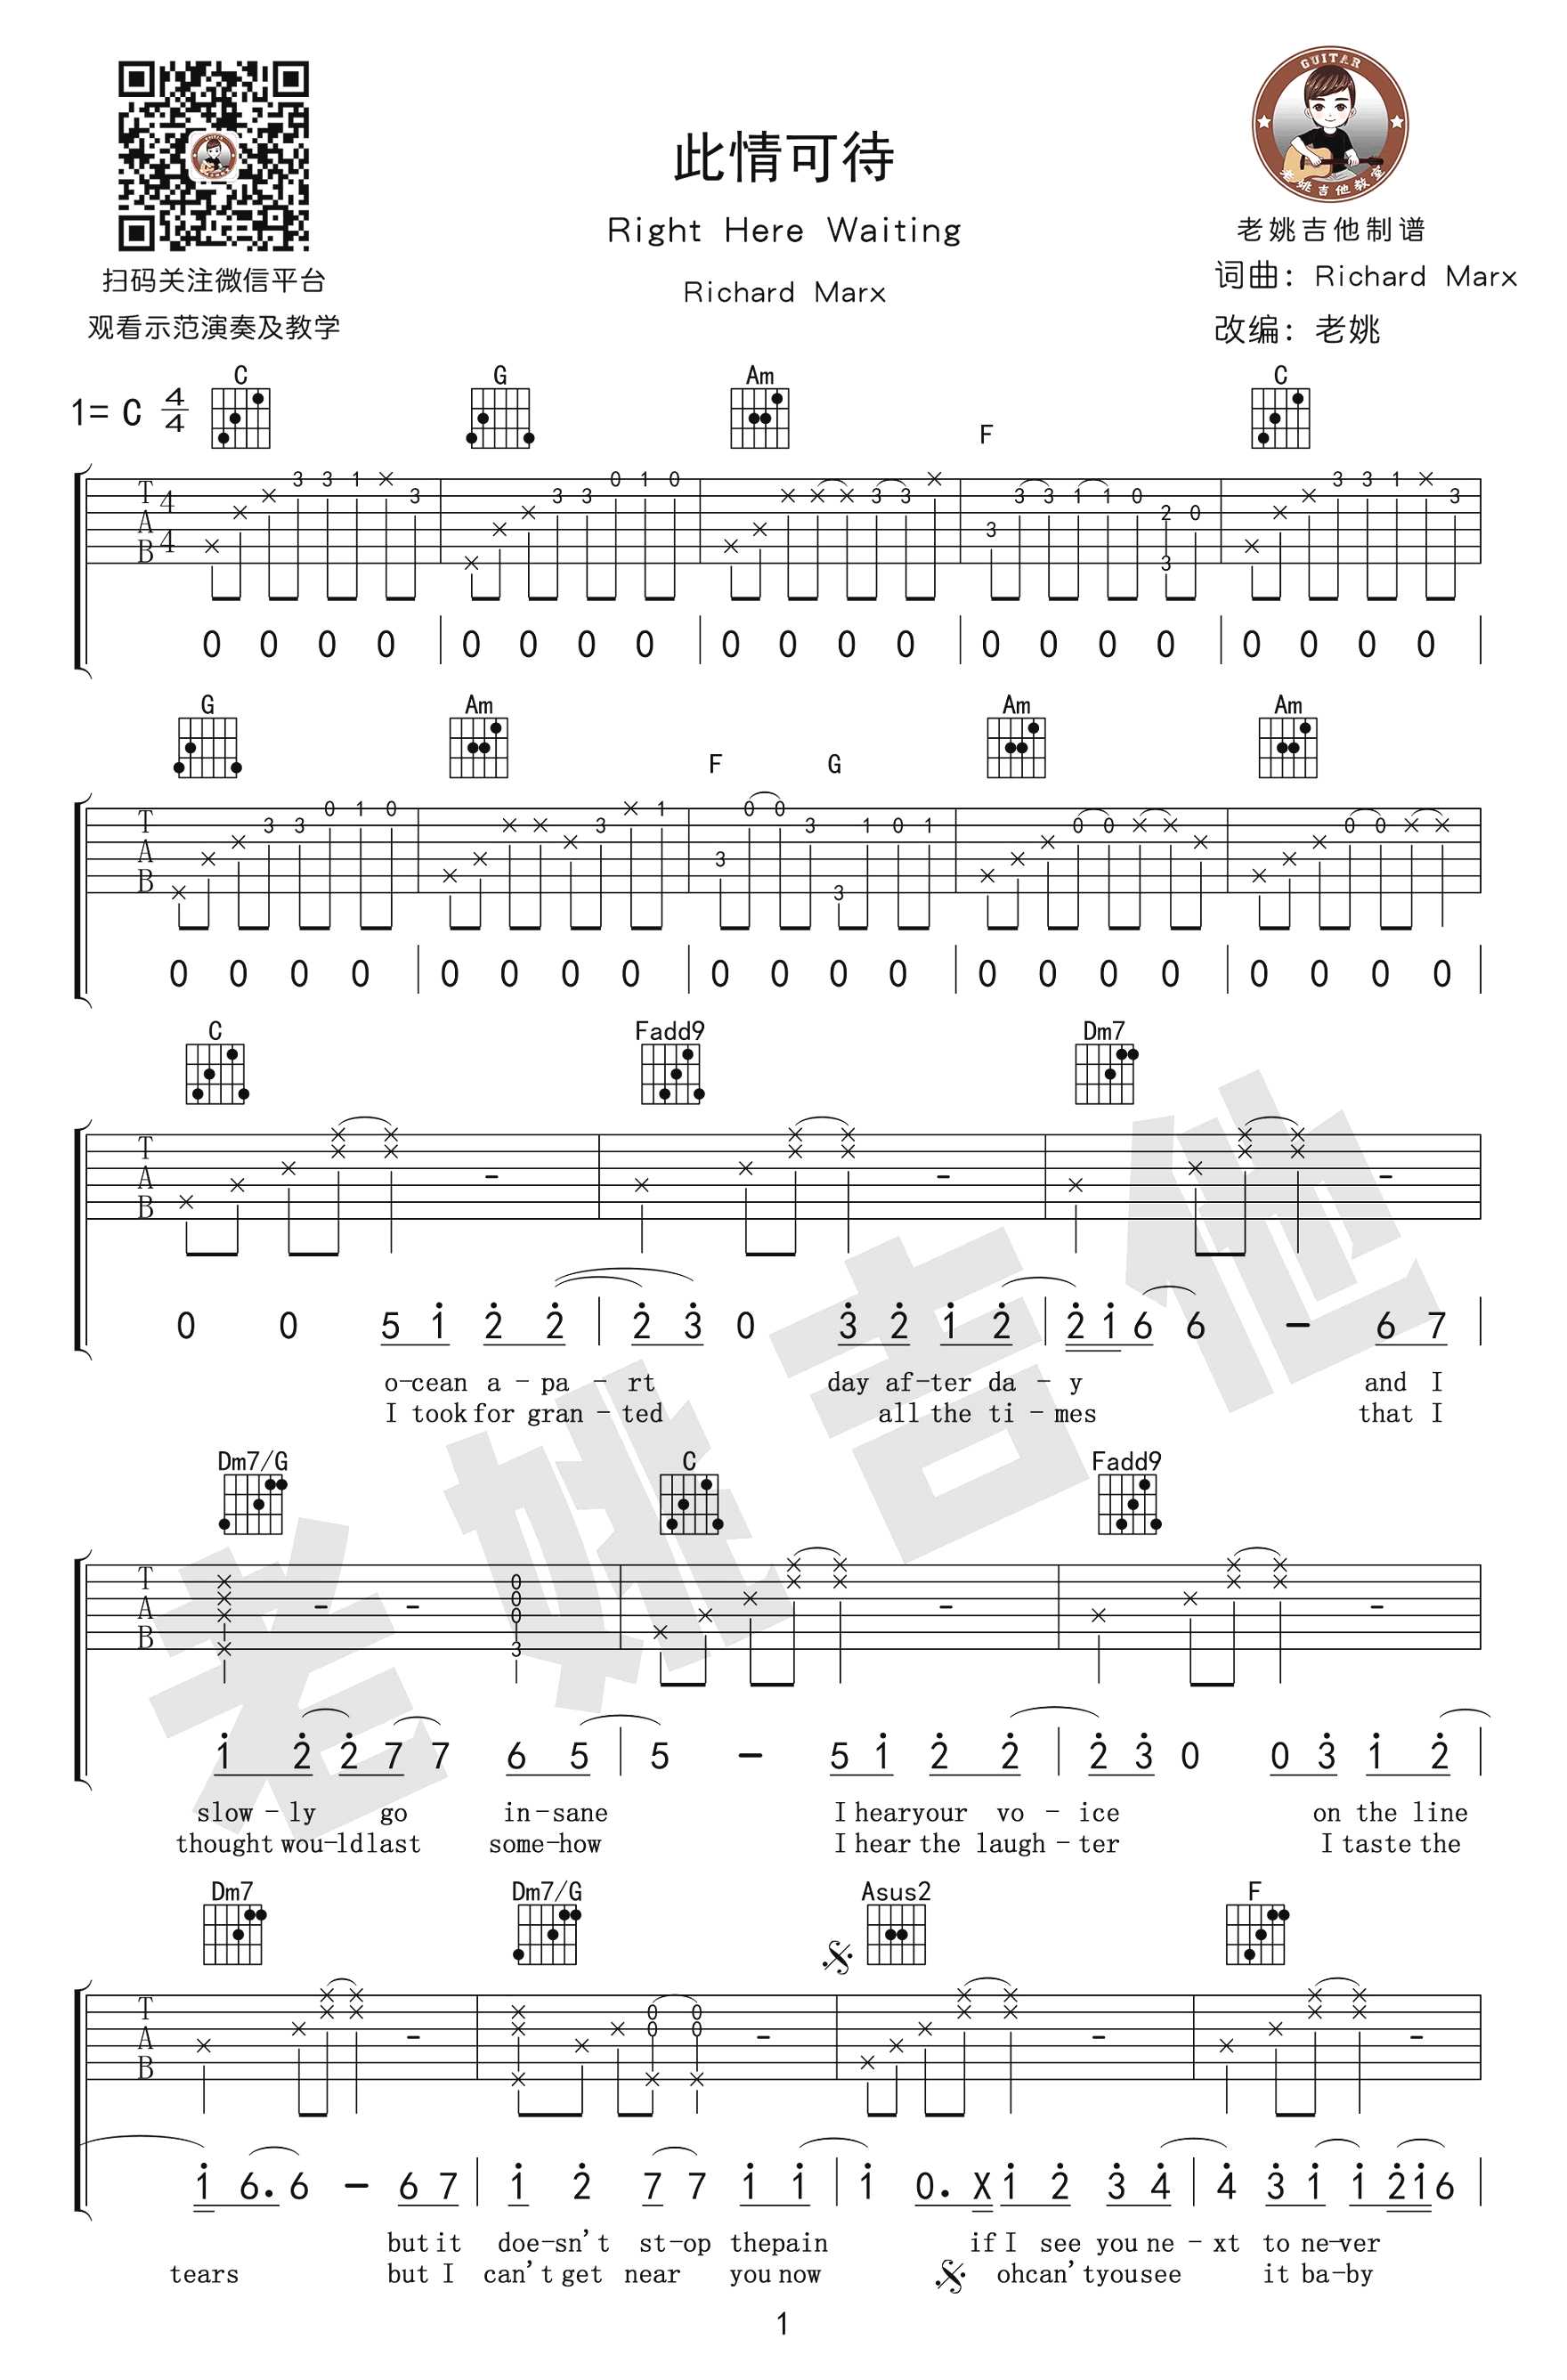 GUITAR
老姚吉他教室
此情可待
Right Here Waiting
Richard Marx
扫码关注微信平台
观看示范演奏及教学
老姚吉他制谱
词曲: Richard Marx
改编: 老姚
1= C 4/4
C G Am F C
T 4 3 3 1 3 3 3 0 1 0 3 3 3 3 3 1 1 0 2 0 3 3 3 1 3
A
B 4
0 0 0 0 0 0 0 0 0 0 0 0 0 0 0 0 0 0 0 0
G Am F G Am Am
T 3 3 0 1 0 3 1 3 0 0 3 3 1 0 1 0 0 0 0
A
B
0 0 0 0 0 0 0 0 0 0 0 0 0 0 0 0 0 0 0 0
C Fadd9 Dm7
T
A
B
0 0 5 1 2 2 2 3 0 3 2 1 2 2 1 6 6 - 6 7
o-cean a-pa-rt day af-ter da-y and I
I took for gran-ted all the ti-mes that I
Dm7/G C Fadd9
T 0
A 0 0
B 3
1 2 2 7 7 6 5 5 - 5 1 2 2 2 3 0 0 3 1 2
slow-ly go in-sane I hearyour vo-ice on the line
thought wou-ldlast some-how I hear the laugh-ter I taste the
Dm7 Dm7/G Asus2 F
T 0 0
A 0 0
B
1 6. 6 - 6 7 1 2 7 7 1 1 1 0. X 1 2 3 4 4 3 1 1 2 1 6
but it doe-sn't st-op thepain if I see you ne-xt to ne-ver
tears but I can't get near you now ohcan'tyousee it ba-by
1
老姚吉他